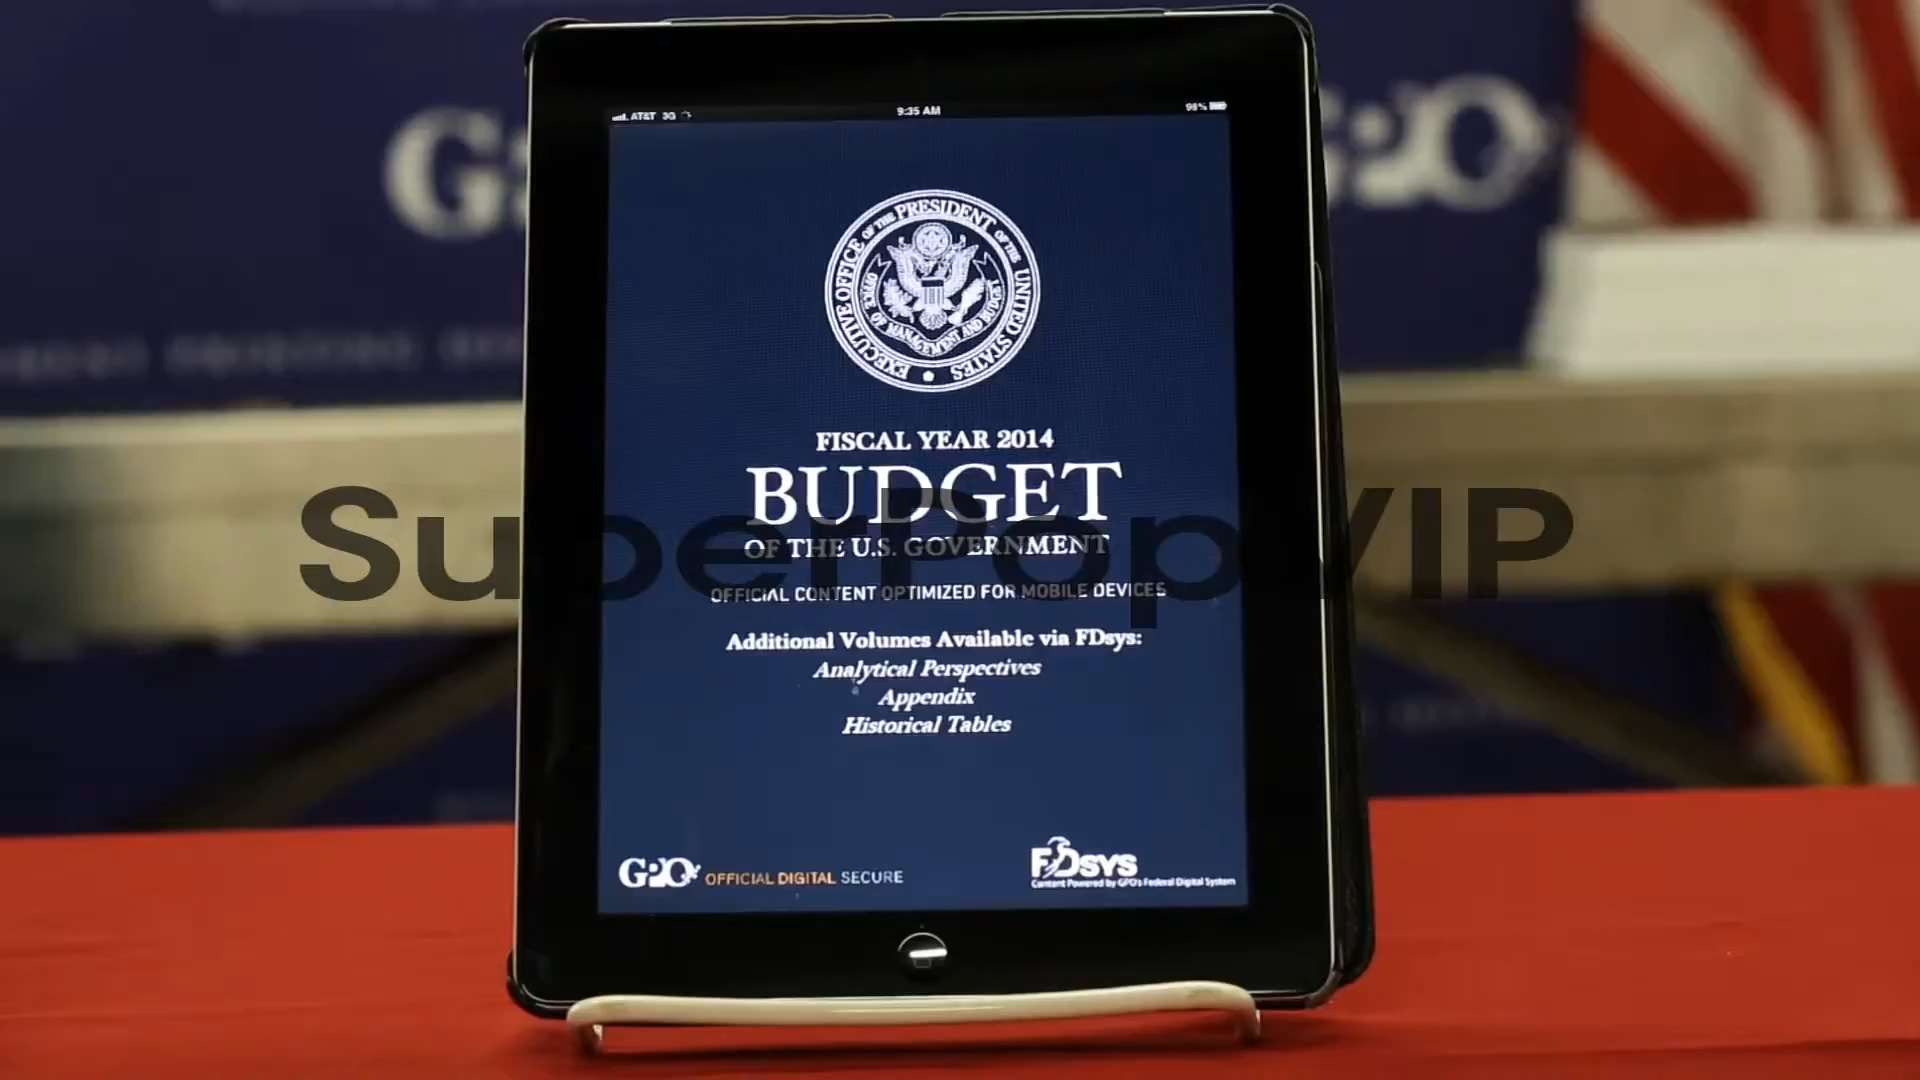 GPO
AT&T 3G
9:35 AM
98%
EXECUTIVE OFFICE OF THE PRESIDENT OF THE UNITED STATES
OFFICE OF MANAGEMENT AND BUDGET
FISCAL YEAR 2014
BUDGET
OF THE U.S. GOVERNMENT
SuperPopVIP
OFFICIAL CONTENT OPTIMIZED FOR MOBILE DEVICES
Additional Volumes Available via FDsys:
Analytical Perspectives
Appendix
Historical Tables
GPO OFFICIAL DIGITAL SECURE
FDsys
Content Powered by GPO's Federal Digital System